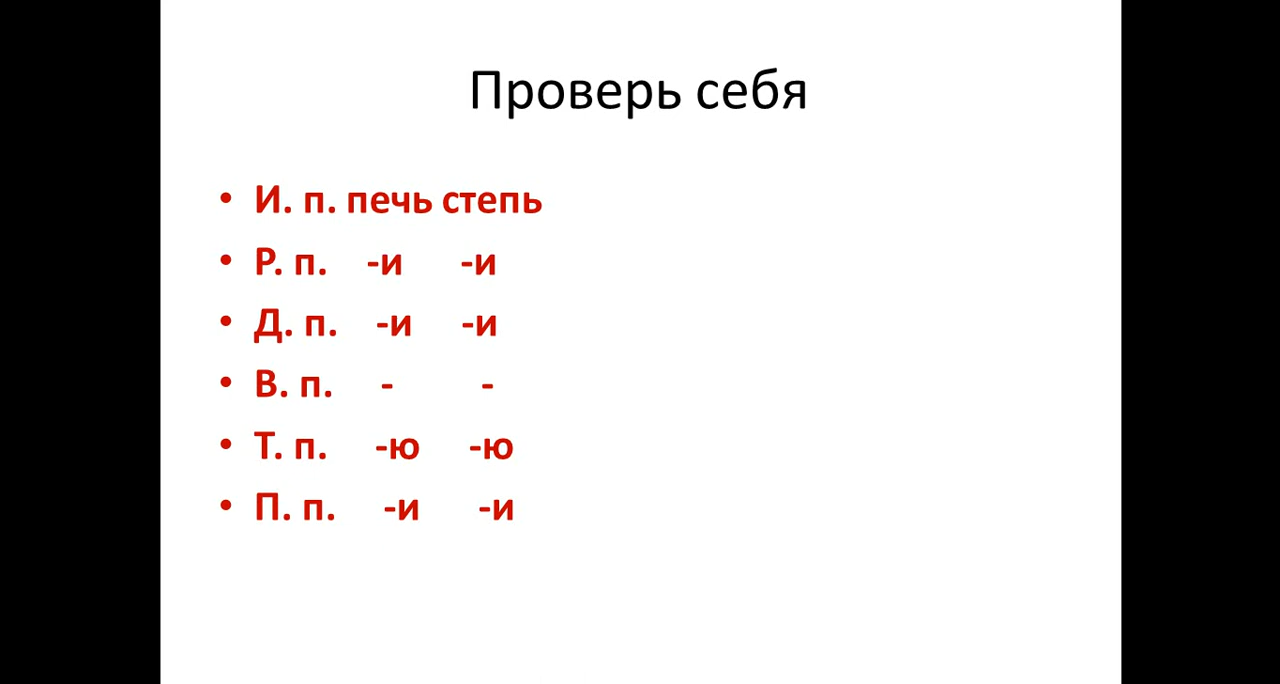 Проверь себя
• И. п. печь степь
• Р. п. -и -и
• Д. п. -и -и
• В. п. - -
• Т. п. -ю -ю
• П. п. -и -и